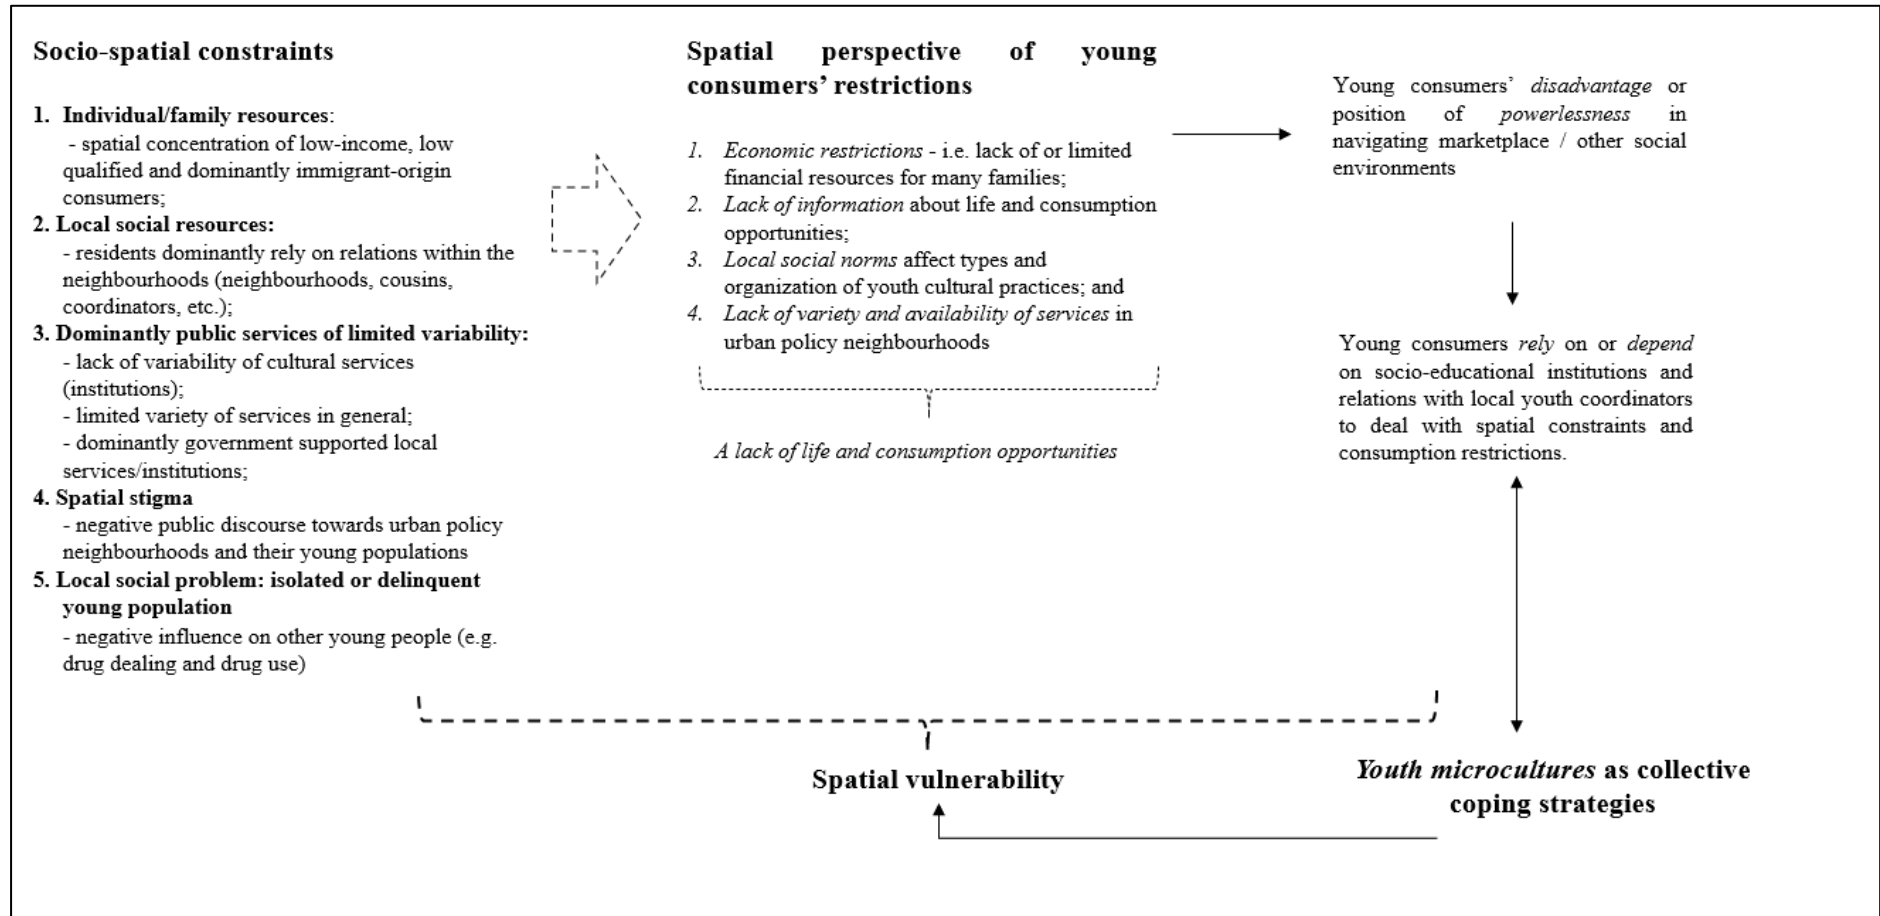 Socio-spatial constraints
1. Individual/family resources:
- spatial concentration of low-income, low
qualified and dominantly immigrant-origin
consumers;
2. Local social resources:
- residents dominantly rely on relations within the
neighbourhoods (neighbourhoods, cousins,
coordinators, etc.);
3. Dominantly public services of limited variability:
- lack of variability of cultural services
(institutions);
- limited variety of services in general;
- dominantly government supported local
services/institutions;
4. Spatial stigma
- negative public discourse towards urban policy
neighbourhoods and their young populations
5. Local social problem: isolated or delinquent
young population
- negative influence on other young people (e.g.
drug dealing and drug use)
Spatial perspective of young
consumers’ restrictions
1. Economic restrictions - i.e. lack of or limited
financial resources for many families;
2. Lack of information about life and consumption
opportunities;
3. Local social norms affect types and
organization of youth cultural practices; and
4. Lack of variety and availability of services in
urban policy neighbourhoods
A lack of life and consumption opportunities
Young consumers’ disadvantage or
position of powerlessness in
navigating marketplace / other social
environments
Young consumers rely on or depend
on socio-educational institutions and
relations with local youth coordinators
to deal with spatial constraints and
consumption restrictions.
Spatial vulnerability
Youth microcultures as collective
coping strategies